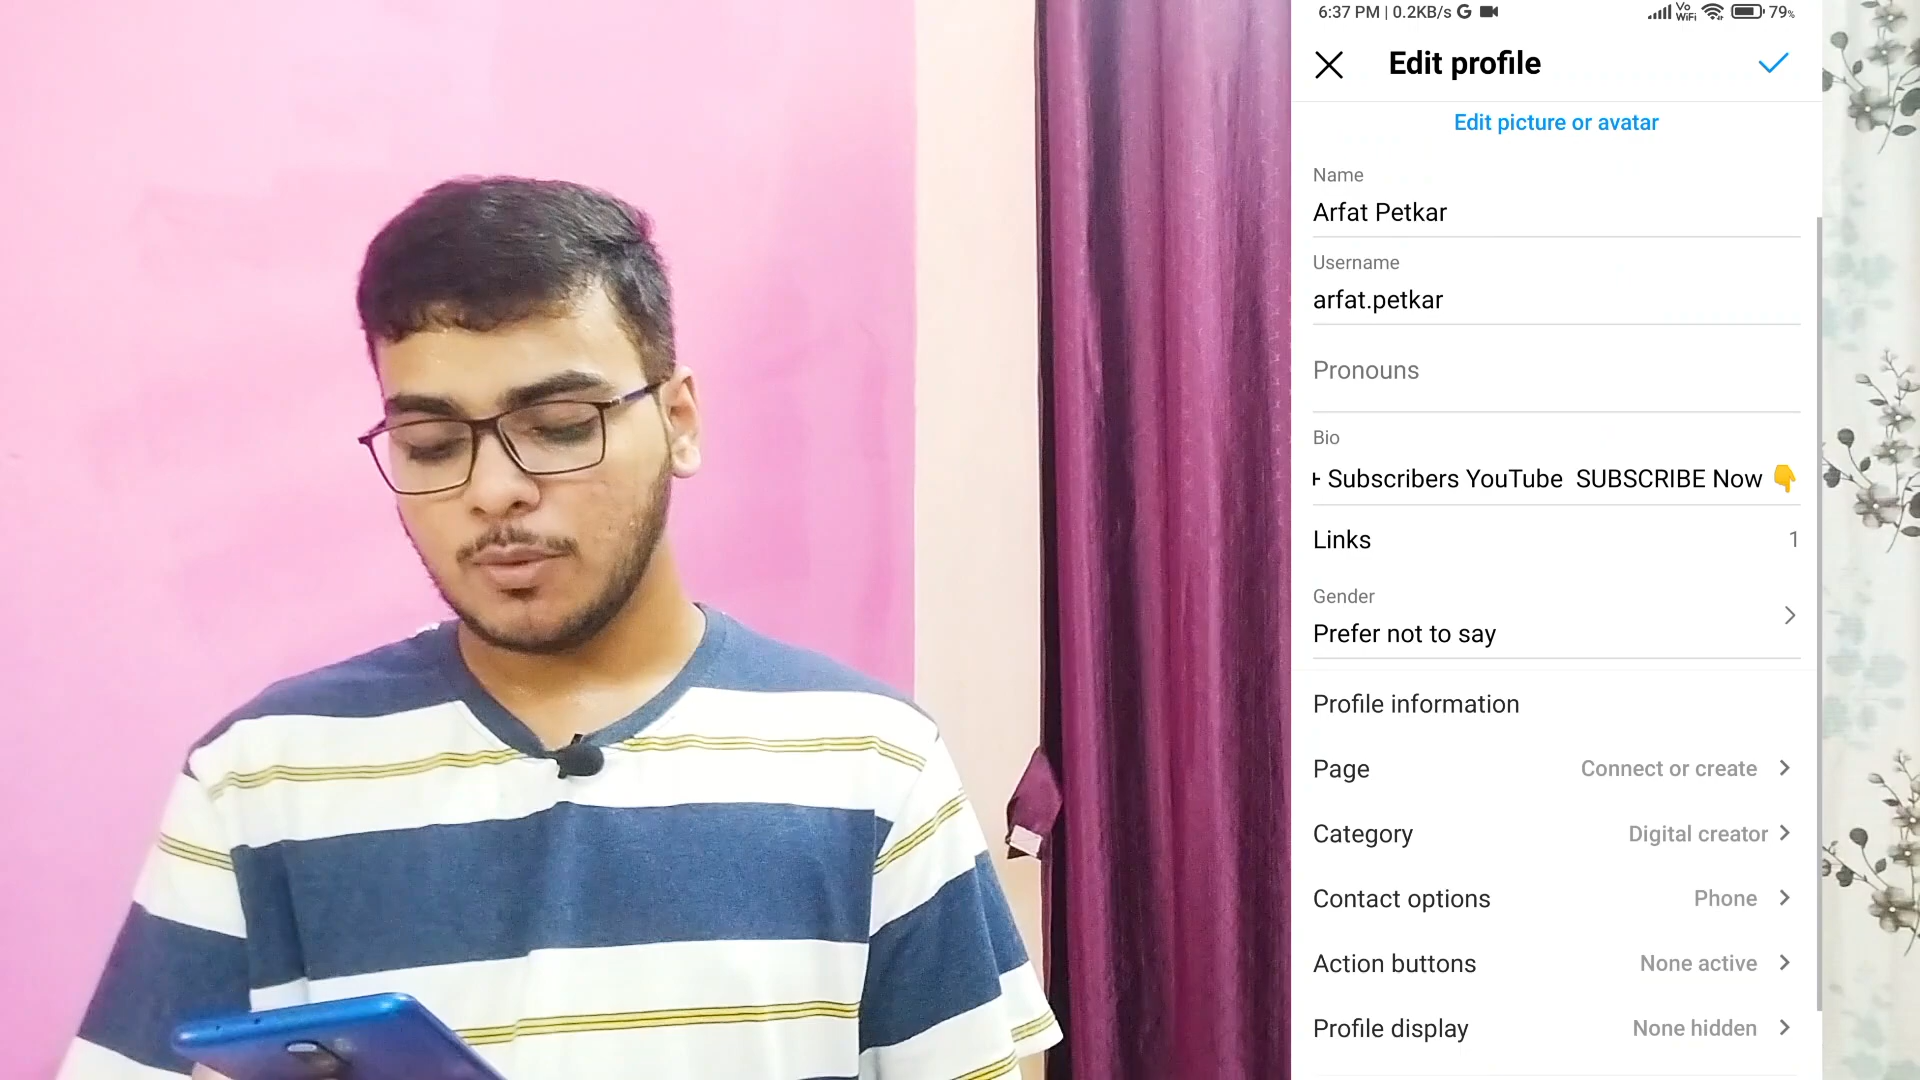 6:37 PM | 0.2KB/s G
Vo
WiFi
79%
Edit profile
Edit picture or avatar
Name
Arfat Petkar
Username
arfat.petkar
Pronouns
Bio
+ Subscribers YouTube SUBSCRIBE Now 👇
Links 1
Gender
Prefer not to say
Profile information
Page Connect or create
Category Digital creator
Contact options Phone
Action buttons None active
Profile display None hidden